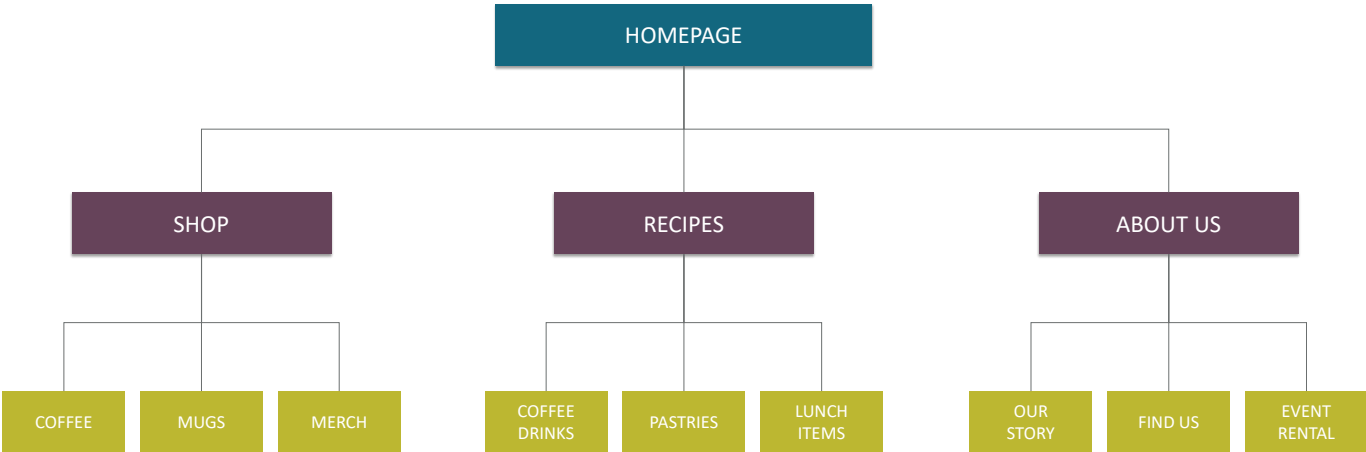 HOMEPAGE
SHOP
RECIPES
ABOUT US
COFFEE
MUGS
MERCH
COFFEE
DRINKS
PASTRIES
LUNCH
ITEMS
OUR
STORY
FIND US
EVENT
RENTAL